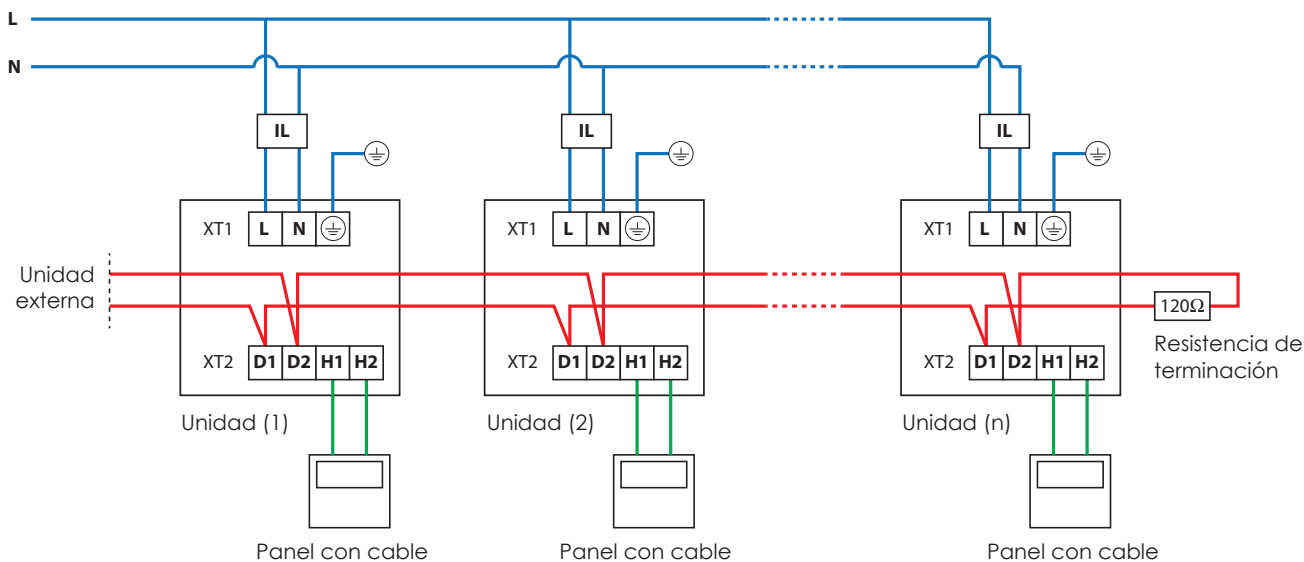 L
N
IL IL IL
XT1 L N XT1 L N XT1 L N
Unidad
externa
120Ω
XT2 D1 D2 H1 H2 XT2 D1 D2 H1 H2 XT2 D1 D2 H1 H2
Resistencia de
terminación
Unidad (1) Unidad (2) Unidad (n)
Panel con cable Panel con cable Panel con cable